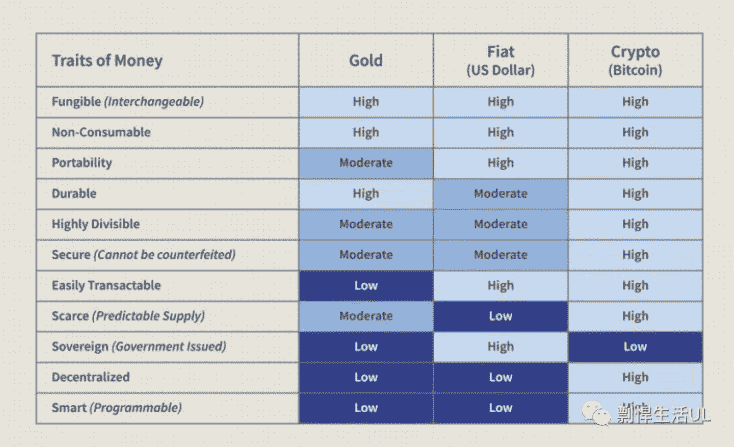 Traits of Money Gold Fiat Crypto
(US Dollar) (Bitcoin)
Fungible (Interchangeable) High High High
Non-Consumable High High High
Portability Moderate High High
Durable High Moderate High
Highly Divisible Moderate Moderate High
Secure (Cannot be counterfeited) Moderate Moderate High
Easily Transactable Low High High
Scarce (Predictable Supply) Moderate Low High
Sovereign (Government Issued) Low High Low
Decentralized Low Low High
Smart (Programmable) Low Low High
剽悍生活UL